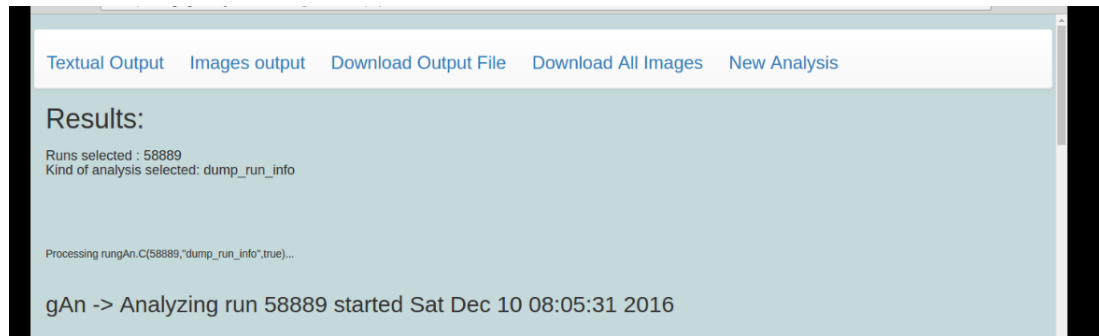 Textual Output Images output Download Output File Download All Images New Analysis
Results:
Runs selected : 58889
Kind of analysis selected: dump_run_info
Processing rungAn.C(58889,"dump_run_info",true)...
gAn -> Analyzing run 58889 started Sat Dec 10 08:05:31 2016